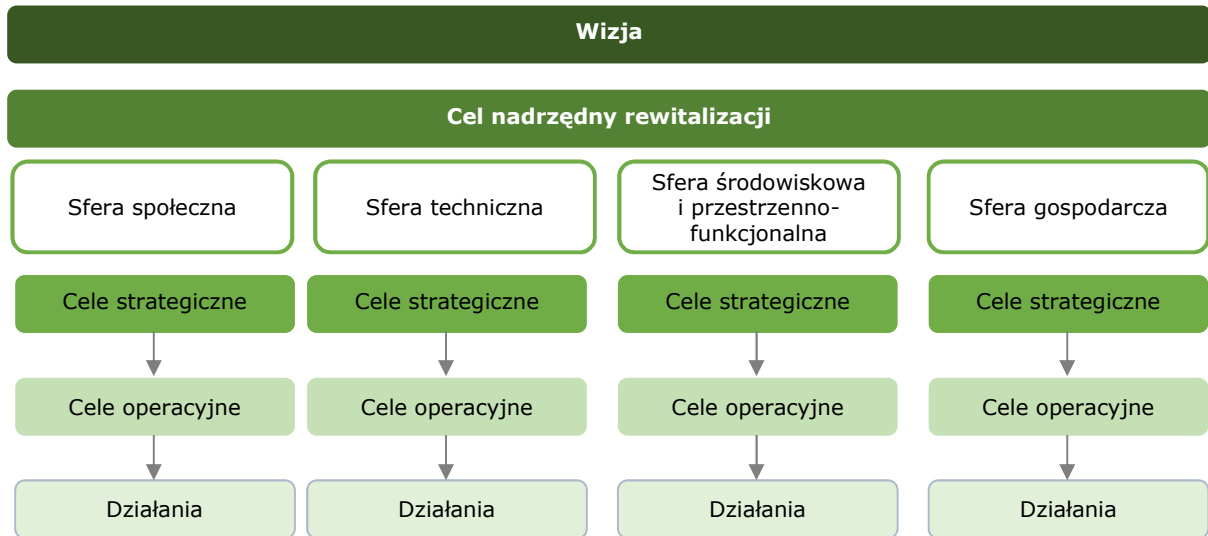 Wizja
Cel nadrzędny rewitalizacji
Sfera społeczna
Sfera techniczna
Sfera środowiskowa
i przestrzenno-
funkcjonalna
Sfera gospodarcza
Cele strategiczne
Cele strategiczne
Cele strategiczne
Cele strategiczne
Cele operacyjne
Cele operacyjne
Cele operacyjne
Cele operacyjne
Działania
Działania
Działania
Działania